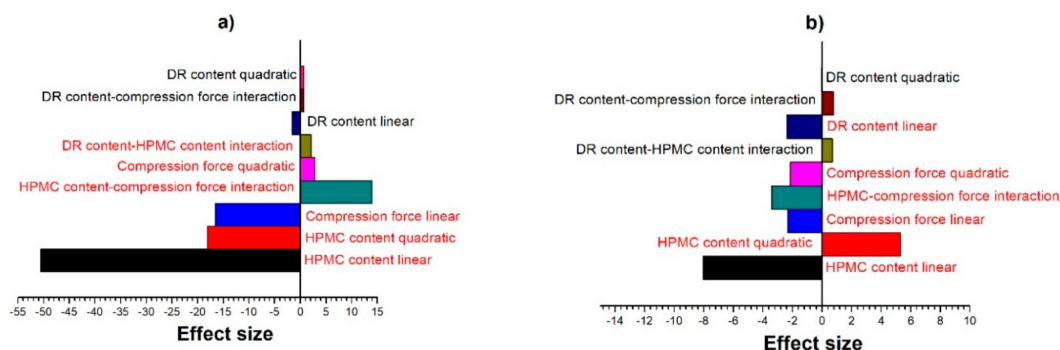 a)
DR content quadratic
DR content-compression force interaction
DR content linear
DR content-HPMC content interaction
Compression force quadratic
HPMC content-compression force interaction
Compression force linear
HPMC content quadratic
HPMC content linear
-55 -50 -45 -40 -35 -30 -25 -20 -15 -10 -5 0 5 10 15
Effect size
b)
DR content quadratic
DR content-compression force interaction
DR content linear
DR content-HPMC content interaction
Compression force quadratic
HPMC-compression force interaction
Compression force linear
HPMC content quadratic
HPMC content linear
-14 -12 -10 -8 -6 -4 -2 0 2 4 6 8 10
Effect size